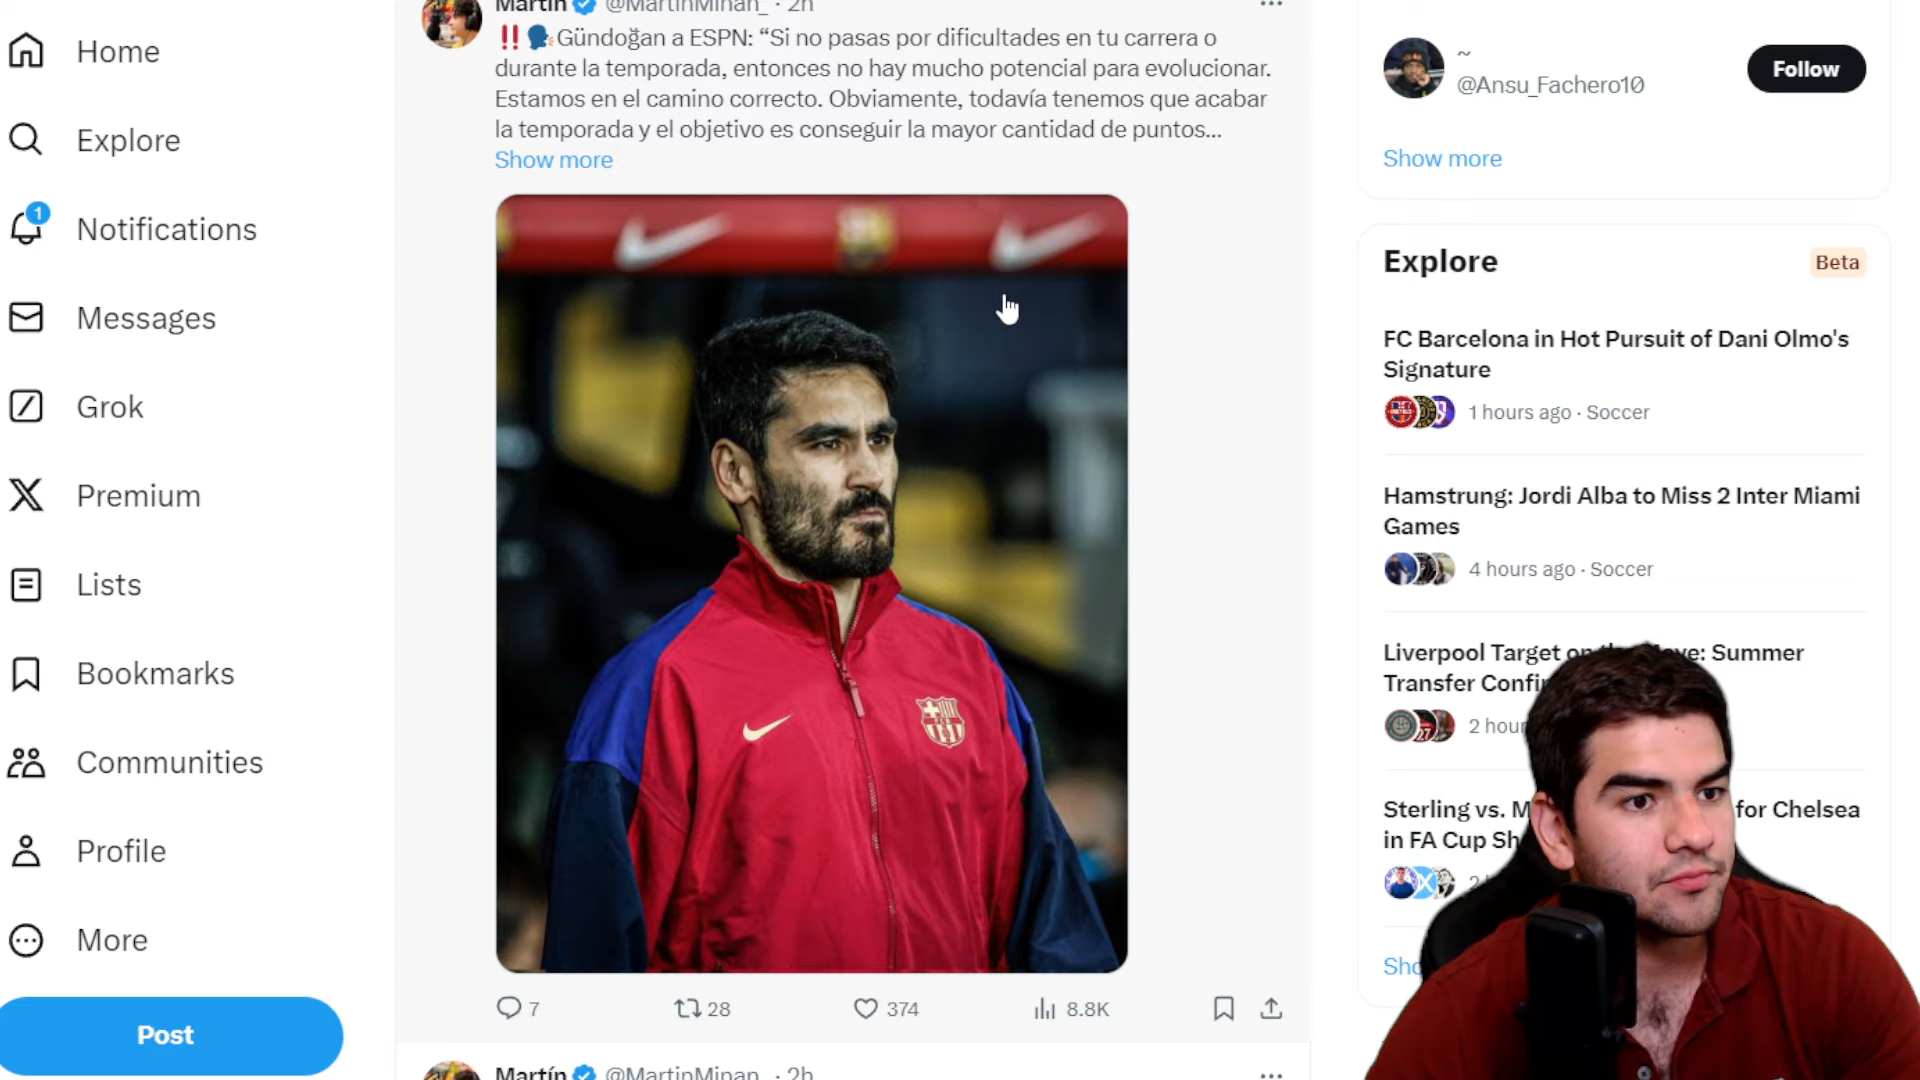 Home
Explore
1
Notifications
Messages
Grok
Premium
Lists
Bookmarks
Communities
Profile
More
Post
Martín @MartinMinan_ · 2h
‼️🗣️Gündoğan a ESPN: “Si no pasas por dificultades en tu carrera o
durante la temporada, entonces no hay mucho potencial para evolucionar.
Estamos en el camino correcto. Obviamente, todavía tenemos que acabar
la temporada y el objetivo es conseguir la mayor cantidad de puntos...
Show more
7
28
374
8.8K
Martín @MartinMinan_ · 2h
~
@Ansu_Fachero10
Follow
Show more
Explore
Beta
FC Barcelona in Hot Pursuit of Dani Olmo's
Signature
1 hours ago · Soccer
Hamstrung: Jordi Alba to Miss 2 Inter Miami
Games
4 hours ago · Soccer
Liverpool Target on Move: Summer
Transfer
2
Sterling vs. for Chelsea
in FA Cup